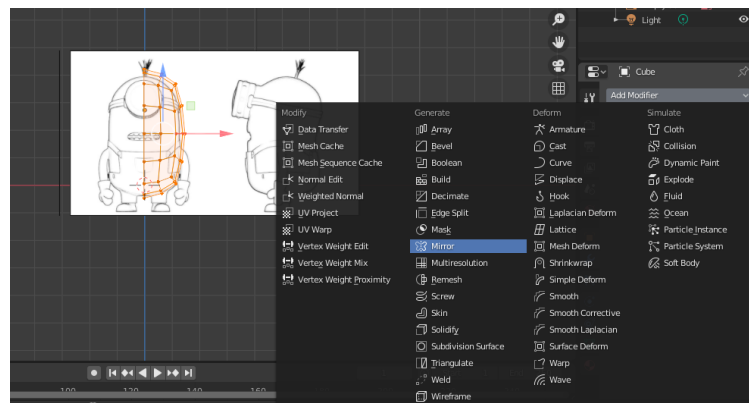 Light
Cube
Add Modifier
Modify
Data Transfer
Mesh Cache
Mesh Sequence Cache
Normal Edit
Weighted Normal
UV Project
UV Warp
Vertex Weight Edit
Vertex Weight Mix
Vertex Weight Proximity
Generate
Array
Bevel
Boolean
Build
Decimate
Edge Split
Mask
Mirror
Multiresolution
Remesh
Screw
Skin
Solidify
Subdivision Surface
Triangulate
Weld
Wireframe
Deform
Armature
Cast
Curve
Displace
Hook
Laplacian Deform
Lattice
Mesh Deform
Shrinkwrap
Simple Deform
Smooth
Smooth Corrective
Smooth Laplacian
Surface Deform
Warp
Wave
Simulate
Cloth
Collision
Dynamic Paint
Explode
Fluid
Ocean
Particle Instance
Particle System
Soft Body
100 120 140 160